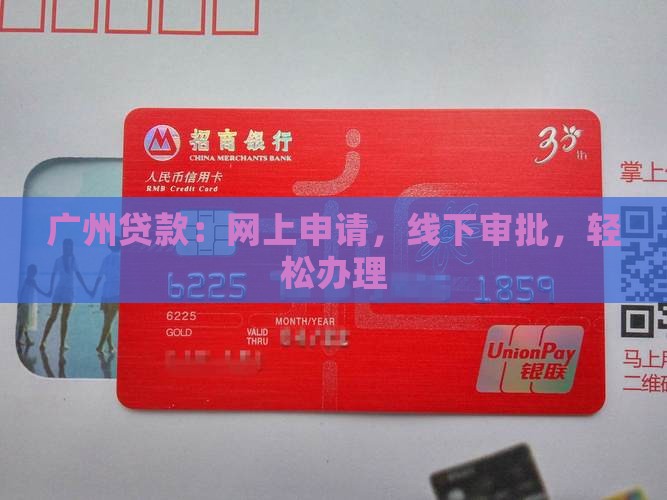 招商银行
CHINA MERCHANTS BANK
30th
人民币信用卡
RMB Credit Card
掌上
广州贷款：网上申请，线下审批，轻
松办理
6225
1859
6225
GOLD
VALID
THRU
MONTH/YEAR
UnionPay
银联
马上用
二维码